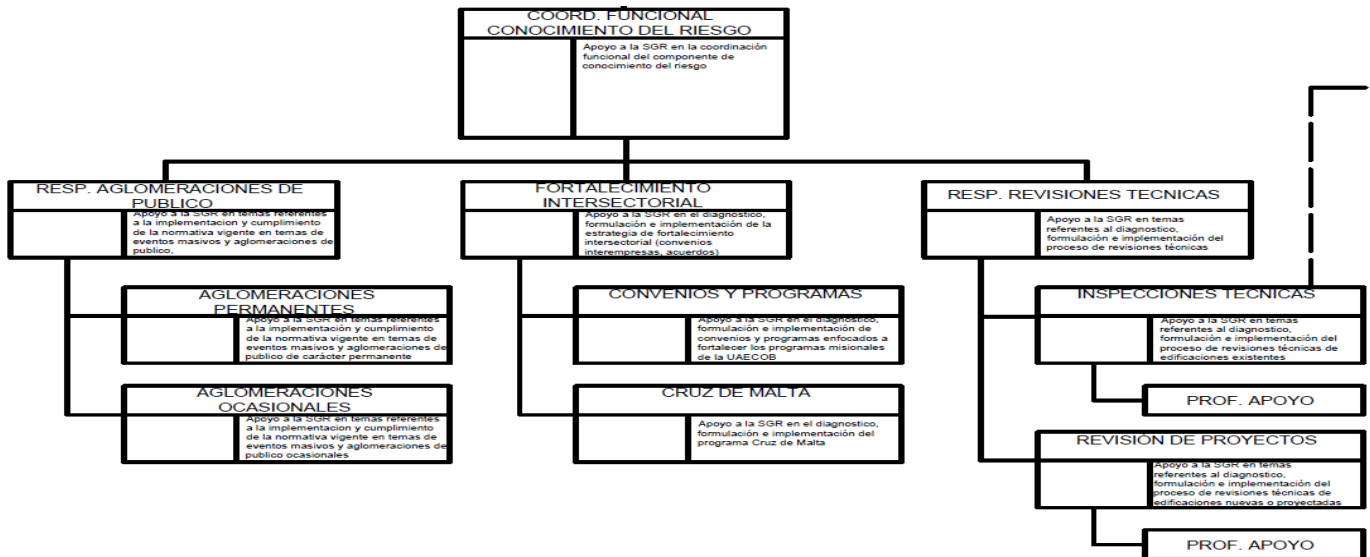 COORD. FUNCIONAL
CONOCIMIENTO DEL RIESGO
Apoyo a la SGR en la coordinación
funcional del componente de
conocimiento del riesgo
RESP. AGLOMERACIONES DE
PUBLICO
Apoyo a la SGR en temas referentes
a la implementacion y cumplimiento
de la normativa vigente en temas de
eventos masivos y aglomeraciones de
publico,
AGLOMERACIONES
PERMANENTES
Apoyo a la SGR en temas referentes
a la implementación y cumplimiento
de la normativa vigente en temas de
eventos masivos y aglomeraciones de
publico de carácter permanente
AGLOMERACIONES
OCASIONALES
Apoyo a la SGR en temas referentes
a la implementacion y cumplimiento
de la normativa vigente en temas de
eventos masivos y aglomeraciones de
publico ocasionales
FORTALECIMIENTO
INTERSECTORIAL
Apoyo a la SGR en el diagnostico,
formulación e implementación de la
estrategia de fortalecimiento
intersectorial (convenios
interempresas, acuerdos)
CONVENIOS Y PROGRAMAS
Apoyo a la SGR en el diagnostico,
formulación e implementación de
convenios y programas enfocados a
fortalecer los programas misionales
de la UAECOB
CRUZ DE MALTA
Apoyo a la SGR en el diagnostico,
formulación e implementación del
programa Cruz de Malta
RESP. REVISIONES TECNICAS
Apoyo a la SGR en temas
referentes al diagnostico,
formulación e implementación del
proceso de revisiones técnicas
INSPECCIONES TECNICAS
Apoyo a la SGR en temas
referentes al diagnostico,
formulación e implementación del
proceso de revisiones técnicas de
edificaciones existentes
PROF. APOYO
REVISIÓN DE PROYECTOS
Apoyo a la SGR en temas
referentes al diagnostico,
formulación e implementación del
proceso de revisiones técnicas de
edificaciones nuevas o proyectadas
PROF. APOYO